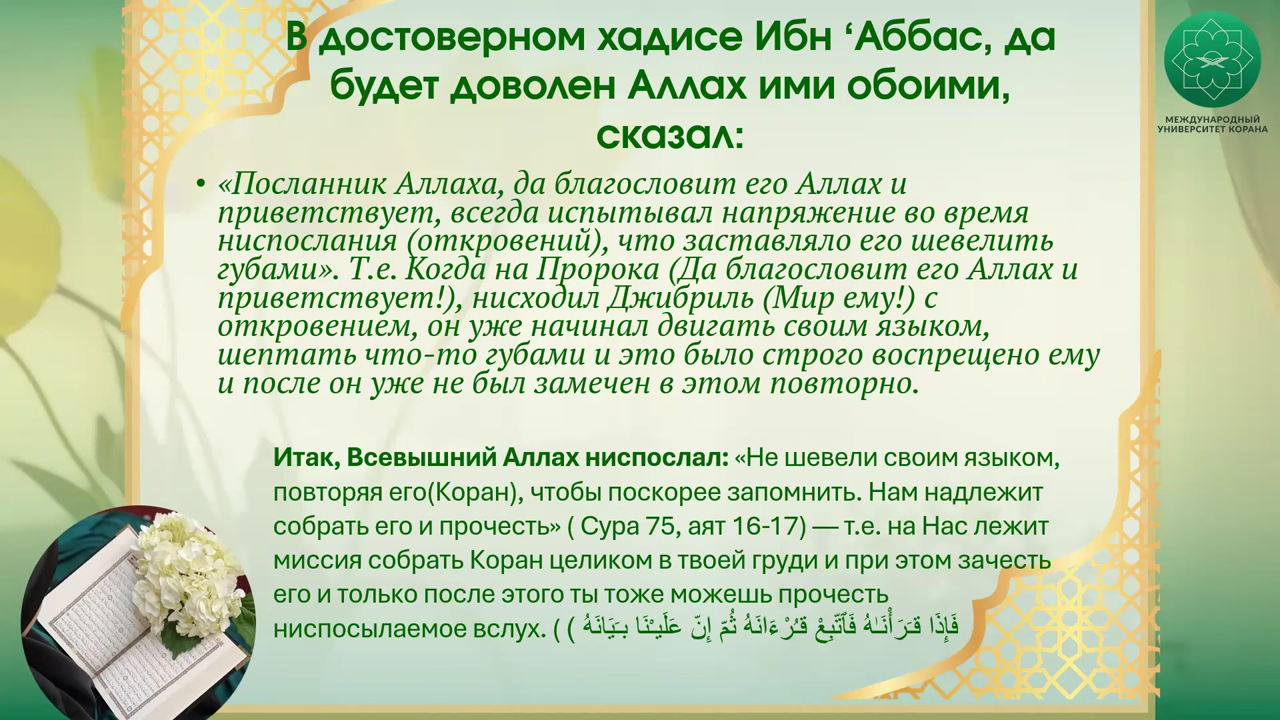 В достоверном хадисе Ибн ‘Аббас, да
будет доволен Аллах ими обоими,
сказал:
МЕЖДУНАРОДНЫЙ
УНИВЕРСИТЕТ КОРАНА
• «Посланник Аллаха, да благословит его Аллах и
приветствует, всегда испытывал напряжение во время
ниспослания (откровений), что заставляло его шевелить
губами». Т.е. Когда на Пророка (Да благословит его Аллах и
приветствует!), нисходил Джибриль (Мир ему!) с
откровением, он уже начинал двигать своим языком,
шептать что-то губами и это было строго воспрещено ему
и после он уже не был замечен в этом повторно.
Итак, Всевышний Аллах ниспослал: «Не шевели своим языком,
повторяя его(Коран), чтобы поскорее запомнить. Нам надлежит
собрать его и прочесть» ( Сура 75, аят 16-17) — т.е. на Нас лежит
миссия собрать Коран целиком в твоей груди и при этом зачесть
его и только после этого ты тоже можешь прочесть
ниспосылаемое вслух. ( ( فَإِذَا قَرَأْنَـٰهُ فَٱتَّبِعْ قُرْءَانَهُ ثُمّ إِنّ عَلَيْنَا بَيَانَهُ